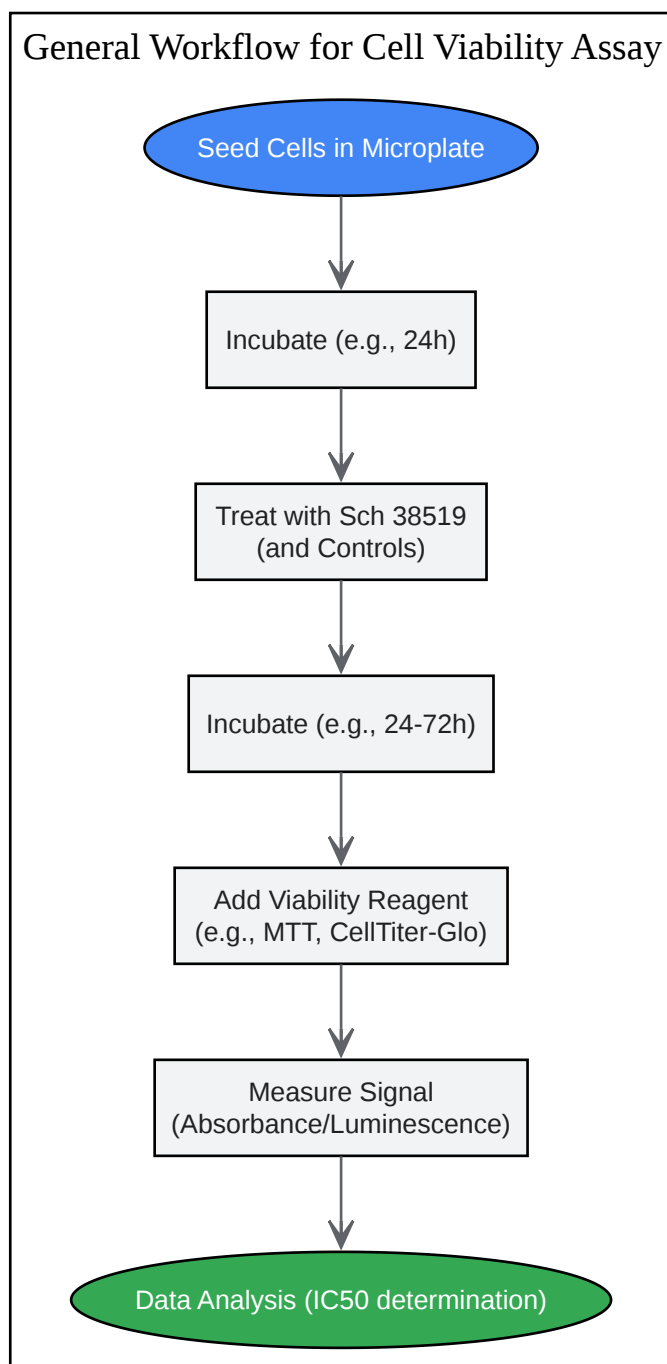 General Workflow for Cell Viability Assay
Seed Cells in Microplate
Incubate (e.g., 24h)
Treat with Sch 38519
(and Controls)
Incubate (e.g., 24-72h)
Add Viability Reagent
(e.g., MTT, CellTiter-Glo)
Measure Signal
(Absorbance/Luminescence)
Data Analysis (IC50 determination)